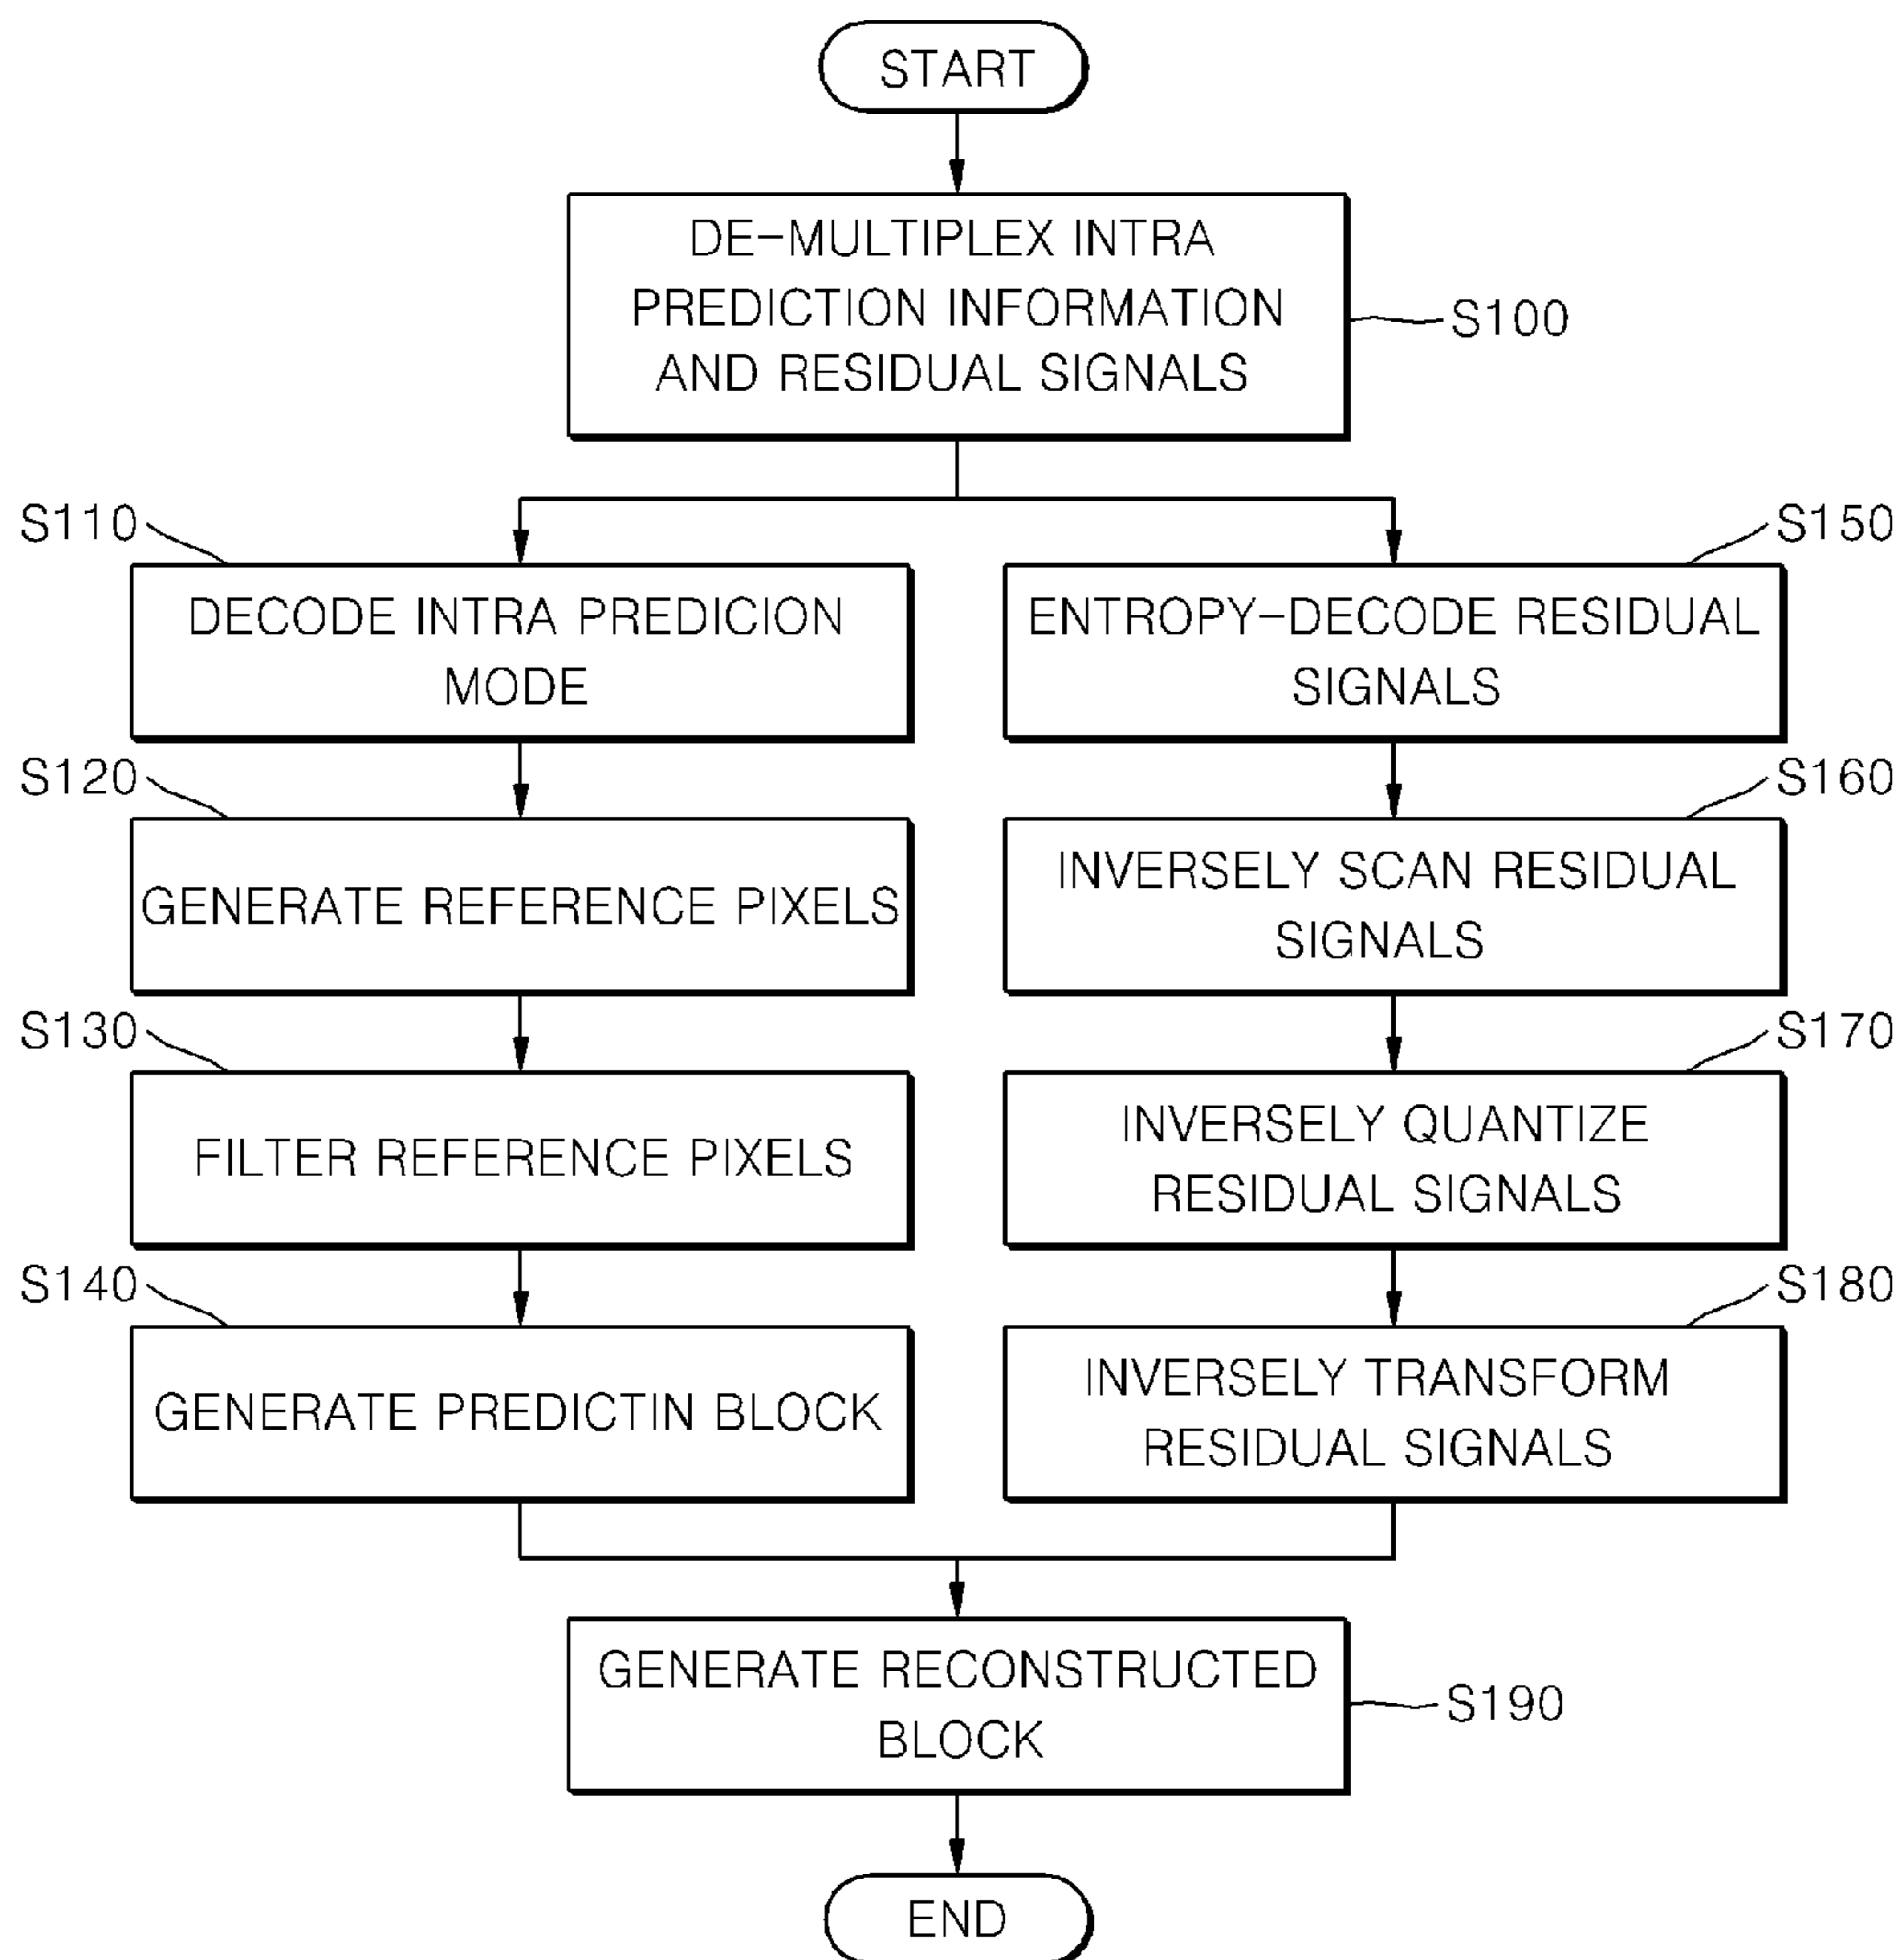 START
DE-MULTIPLEX INTRA
PREDICTION INFORMATION
AND RESIDUAL SIGNALS
S100
S110
DECODE INTRA PREDICION
MODE
S120
GENERATE REFERENCE PIXELS
S130
FILTER REFERENCE PIXELS
S140
GENERATE PREDICTIN BLOCK
S150
ENTROPY-DECODE RESIDUAL
SIGNALS
S160
INVERSELY SCAN RESIDUAL
SIGNALS
S170
INVERSELY QUANTIZE
RESIDUAL SIGNALS
S180
INVERSELY TRANSFORM
RESIDUAL SIGNALS
GENERATE RECONSTRUCTED
BLOCK
S190
END